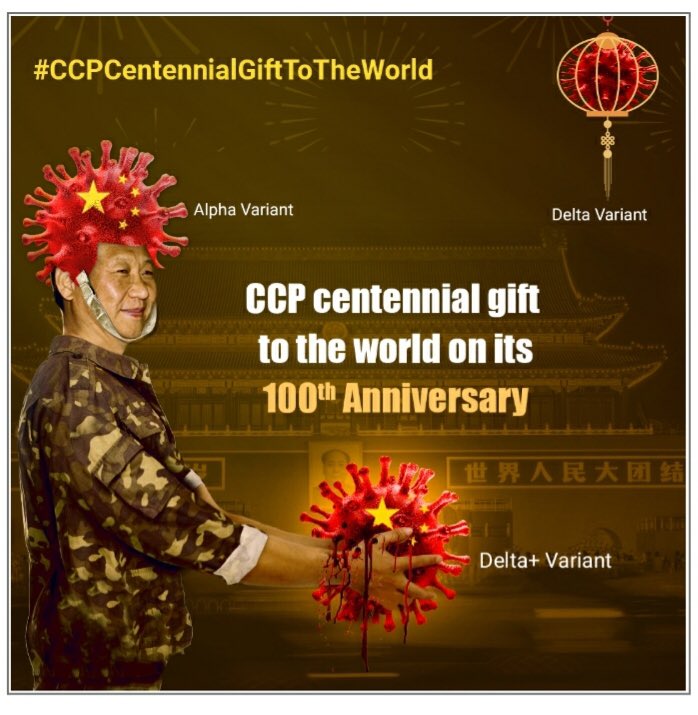 #CCPCentennialGiftToTheWorld
Alpha Variant
Delta Variant
CCP centennial gift
to the world on its
100th Anniversary
世界人民大团结
Delta+ Variant